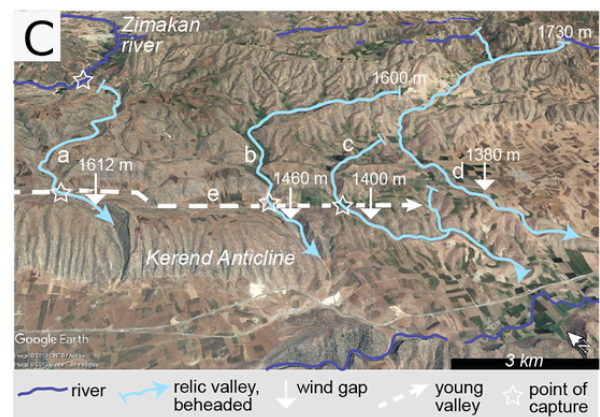 C
Zimakan
river
1730 m
1600 m
a
b
c
d
1612 m
1460 m
1400 m
1380 m
e
Kerend Anticline
Google Earth
3 km
river
relic valley,
beheaded
wind gap
young
valley
point of
capture